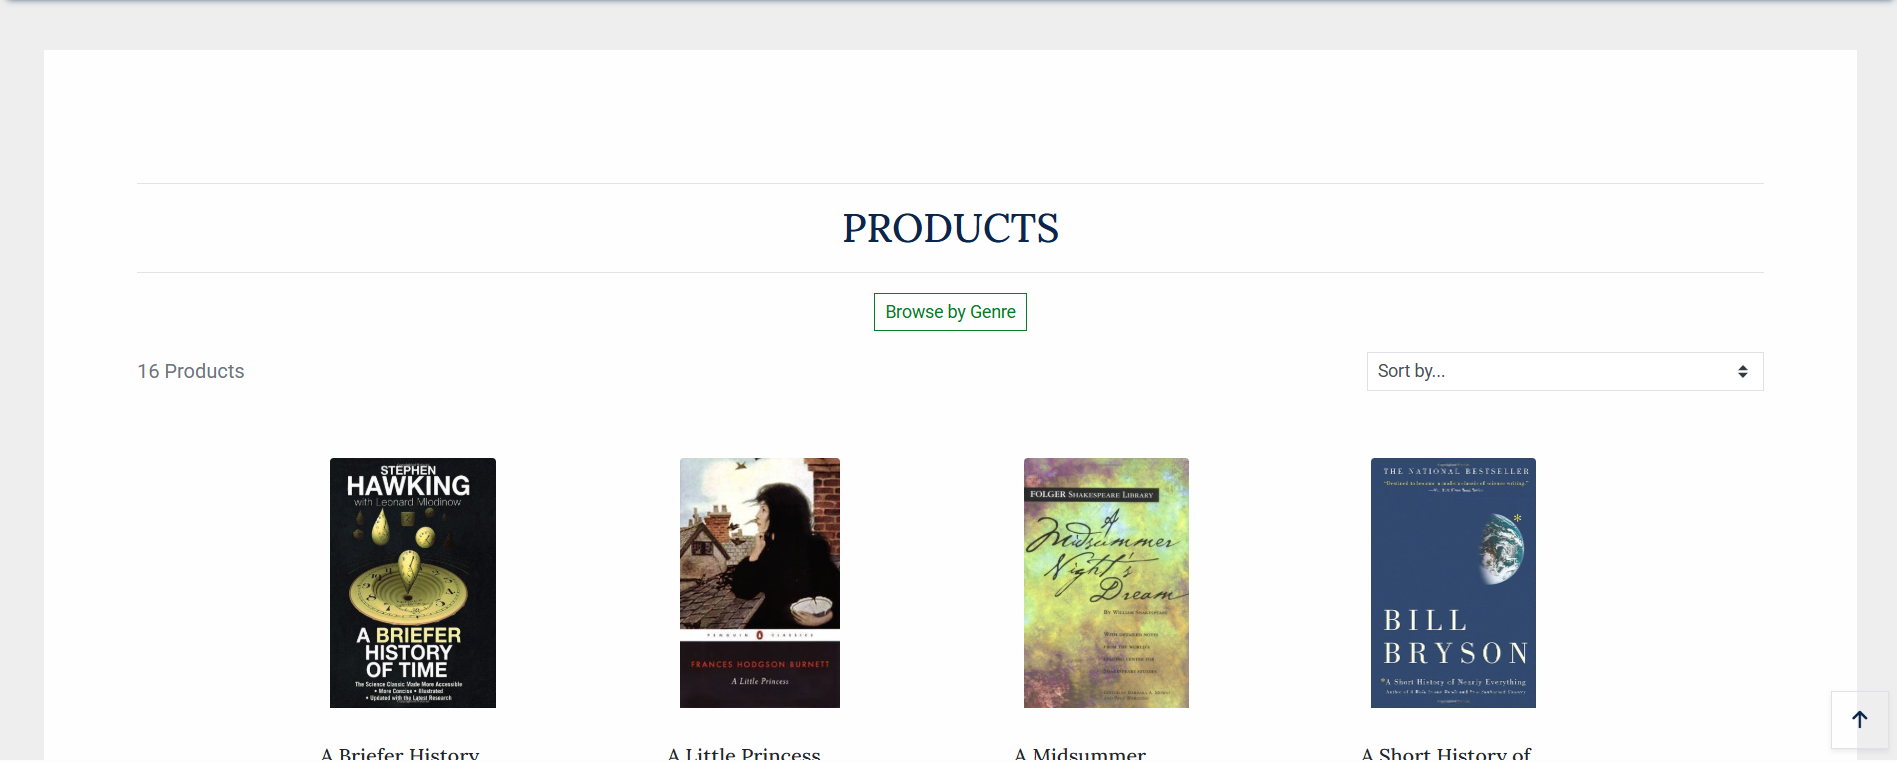 PRODUCTS
Browse by Genre
16 Products
Sort by...
STEPHEN
HAWKING
with Leonard Mlodinow
A BRIEFER
HISTORY
OF TIME
The Science Classic Made More Accessible
• More Concise • Illustrated
• Updated with the Latest Research
PENGUIN CLASSICS
FRANCES HODGSON BURNETT
A Little Princess
FOLGER SHAKESPEARE LIBRARY
A
Midsummer
Night's
Dream
BY WILLIAM SHAKESPEARE
THE NATIONAL BESTSELLER
BILL
BRYSON
*A Short History of Nearly Everything
A Briefer History
A Little Princess
A Midsummer
A Short History of